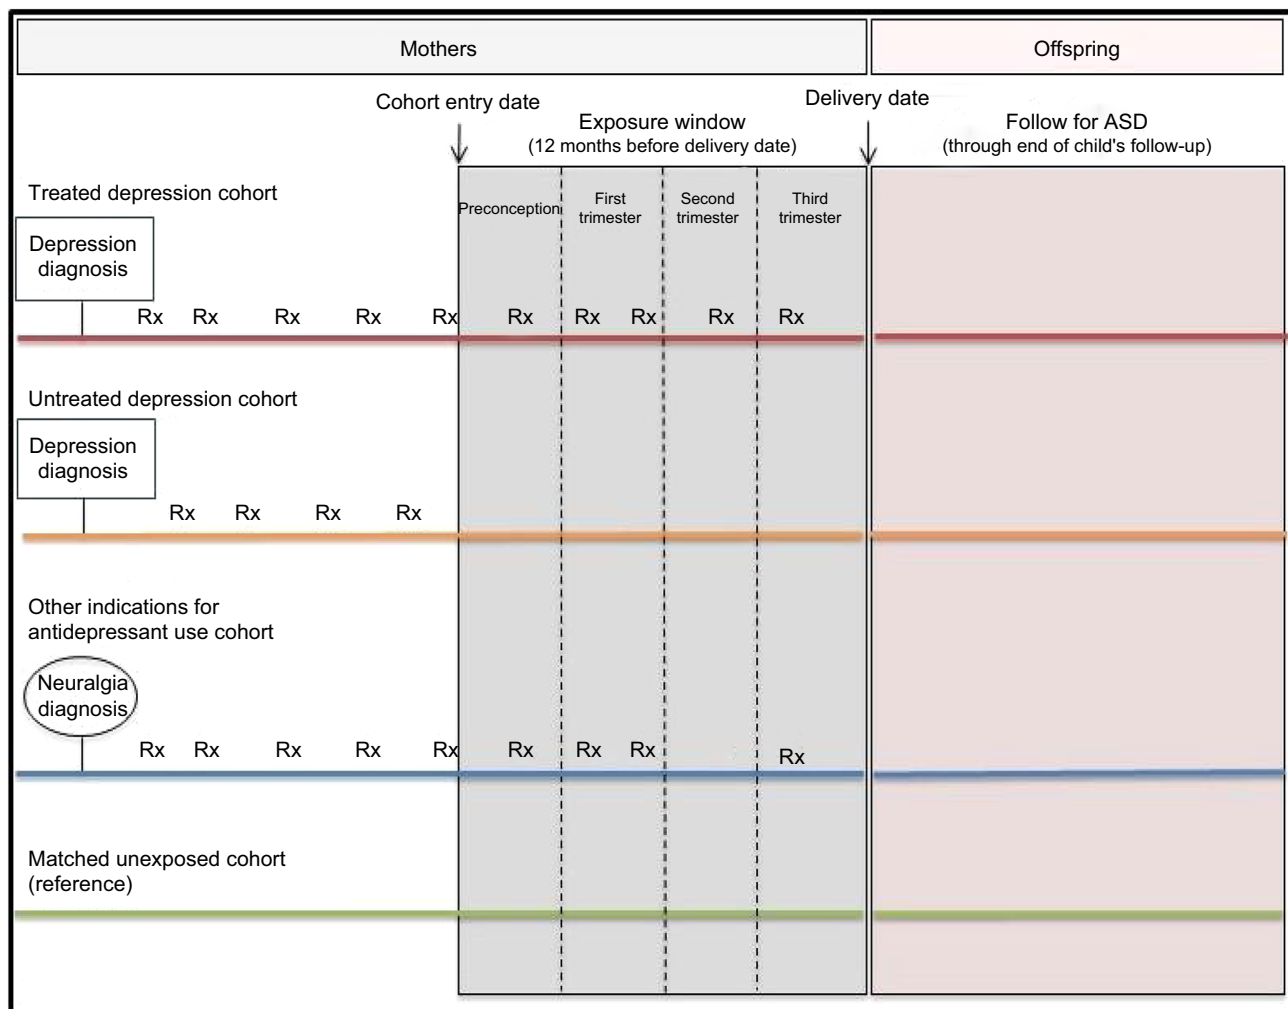 Mothers
Offspring
Cohort entry date
Delivery date
Exposure window
(12 months before delivery date)
Follow for ASD
(through end of child's follow-up)
Treated depression cohort
Preconception
First
trimester
Second
trimester
Third
trimester
Depression
diagnosis
Rx Rx Rx Rx Rx Rx Rx Rx Rx Rx
Untreated depression cohort
Depression
diagnosis
Rx Rx Rx Rx
Other indications for
antidepressant use cohort
Neuralgia
diagnosis
Rx Rx Rx Rx Rx Rx Rx Rx Rx
Matched unexposed cohort
(reference)